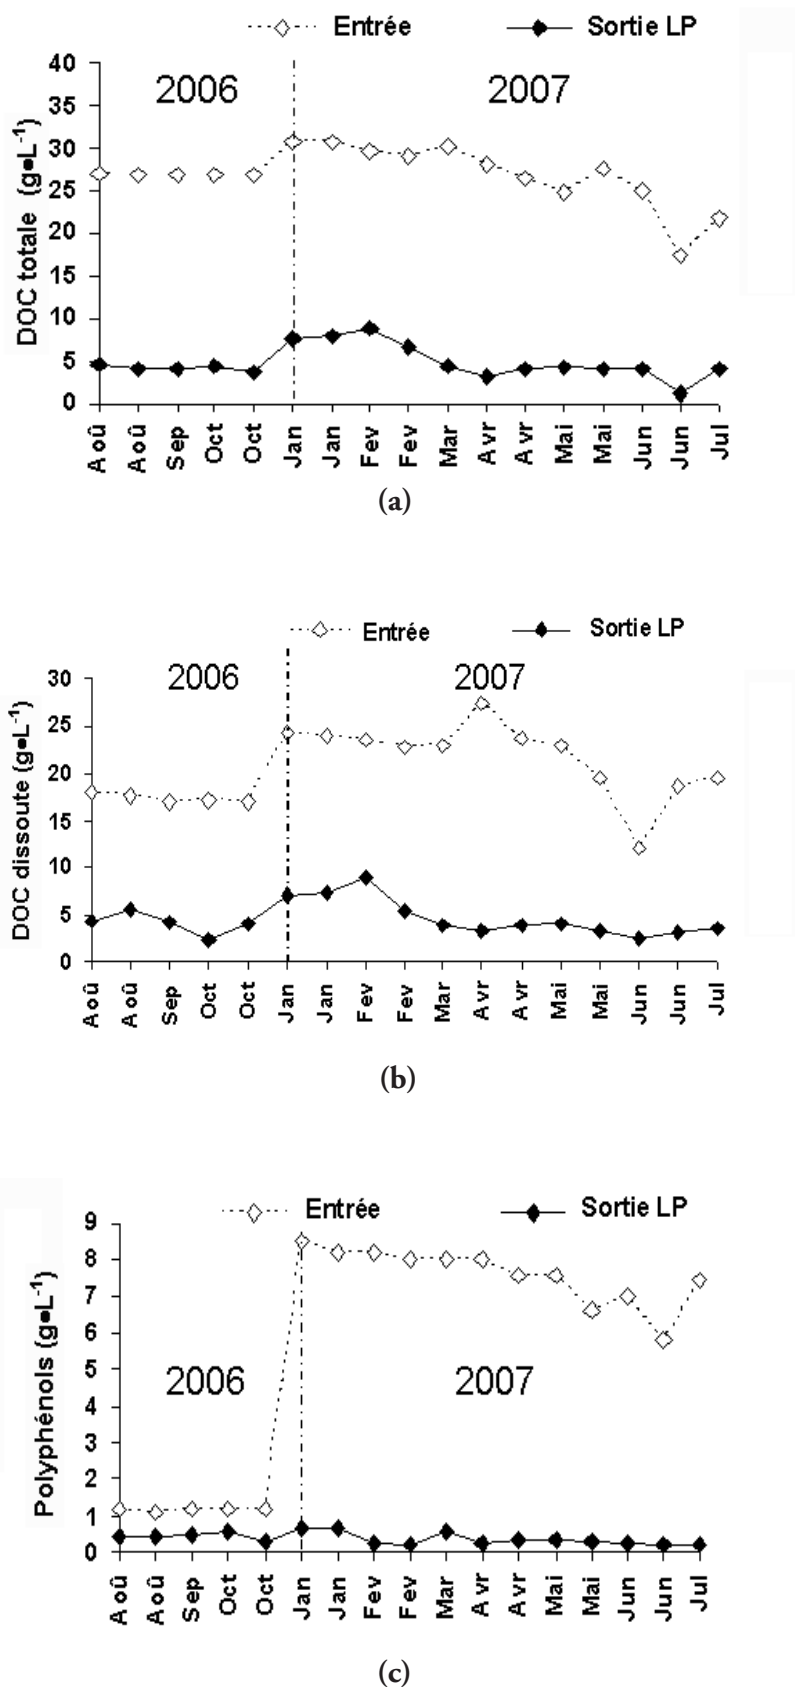 Entrée Sortie LP
DOC totale (g•L-1)
40
35
30
25
20
15
10
5
0
2006 2007
Aoû Aoû Sep Oct Oct Jan Jan Fev Fev Mar Avr Avr Mai Mai Jun Jun Jul
(a)
Entrée Sortie LP
DOC dissoute (g•L-1)
30
25
20
15
10
5
0
2006 2007
Aoû Aoû Sep Oct Oct Jan Jan Fev Fev Mar Avr Avr Mai Mai Jun Jun Jul
(b)
Entrée Sortie LP
Polyphénols (g•L-1)
9
8
7
6
5
4
3
2
1
0
2006 2007
Aoû Aoû Sep Oct Oct Jan Jan Fev Fev Mar Avr Avr Mai Mai Jun Jun Jul
(c)